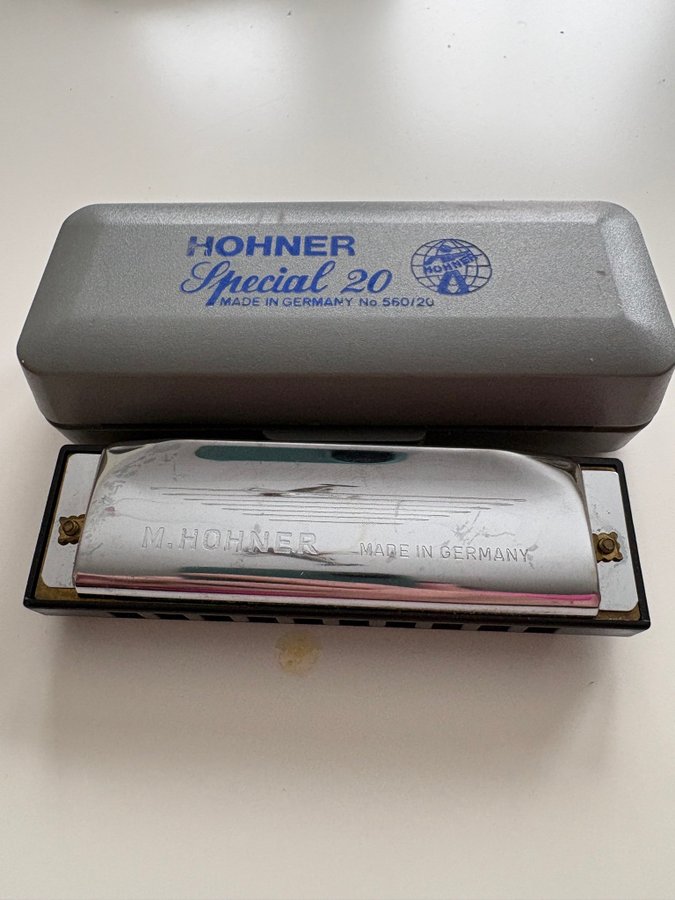 HOHNER
Special 20
MADE IN GERMANY No 560/20
HOHNER
M.HOHNER
MADE IN GERMANY